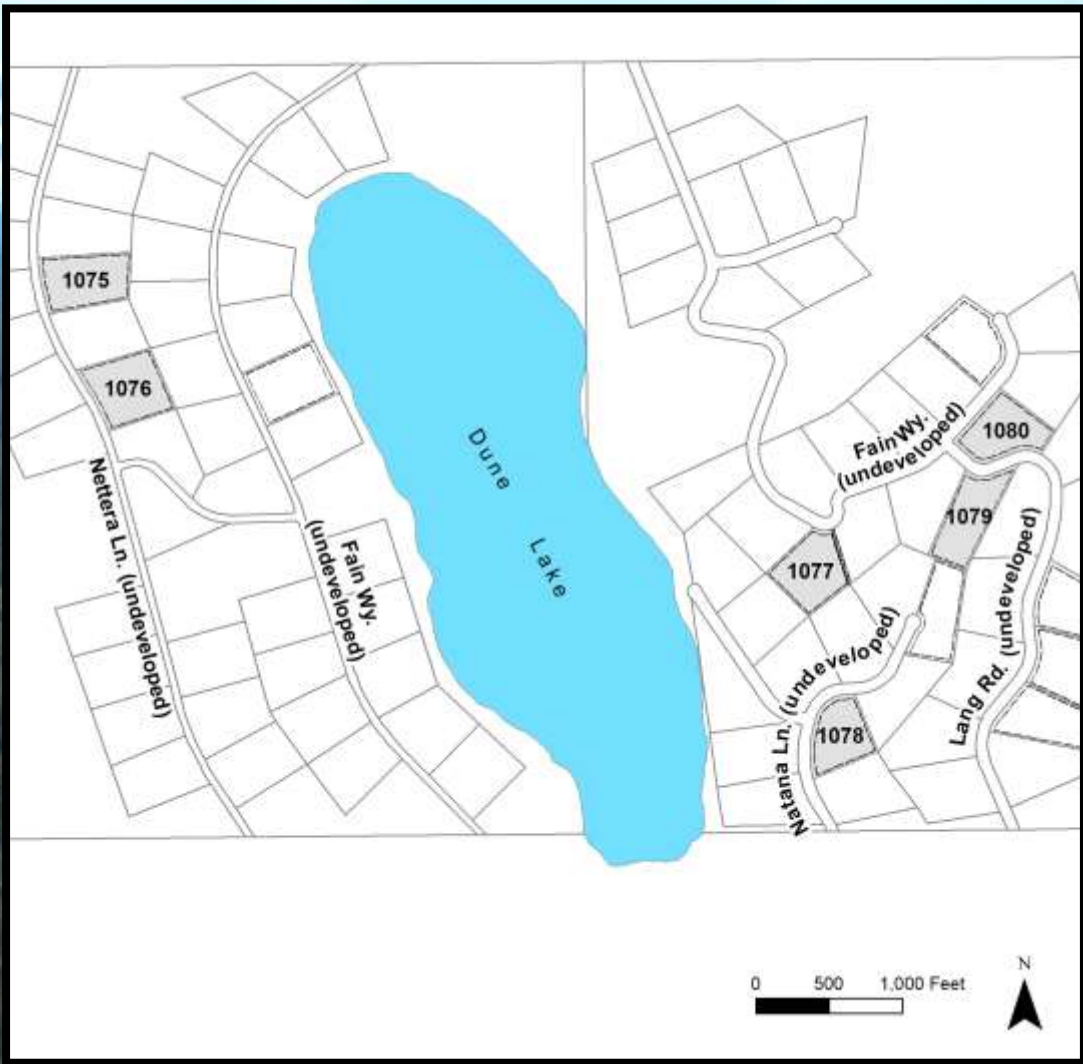 1075
1076
Nettera Ln. (undeveloped)
Fain Wy.
(undeveloped)
Dune
Lake
Fain Wy.
(undeveloped)
1080
1079
1077
Lang Rd. (undeveloped)
Natana Ln. (undeveloped)
1078
0 500 1,000 Feet
N